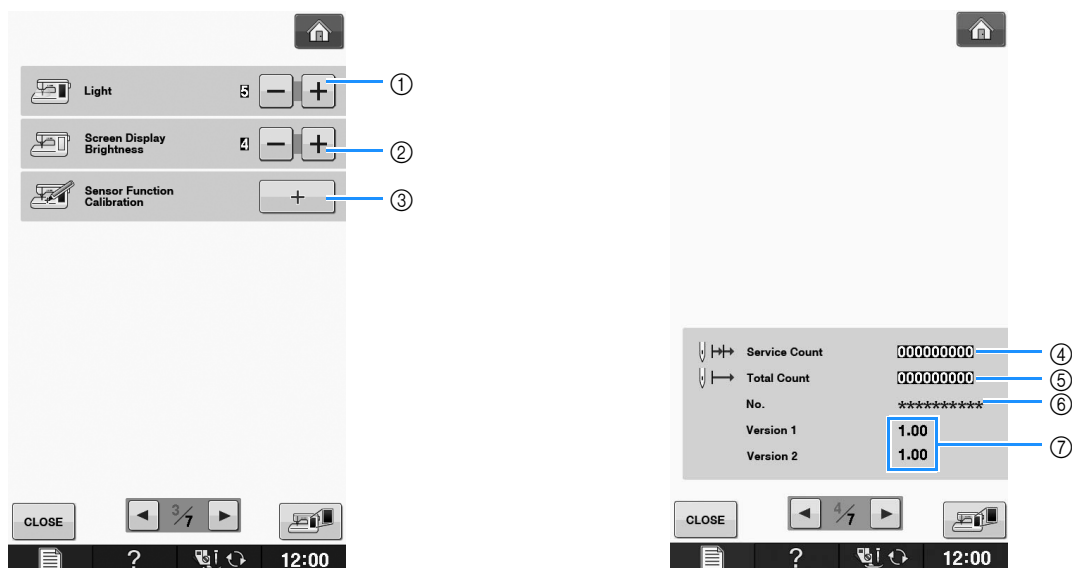 Light 5 − + ①
Screen Display
Brightness 4 − + ②
Sensor Function
Calibration + ③
CLOSE 3/7
? 12:00
Service Count 000000000 ④
Total Count 000000000 ⑤
No. ********** ⑥
Version 1 1.00
⑦
Version 2 1.00
CLOSE 4/7
? 12:00